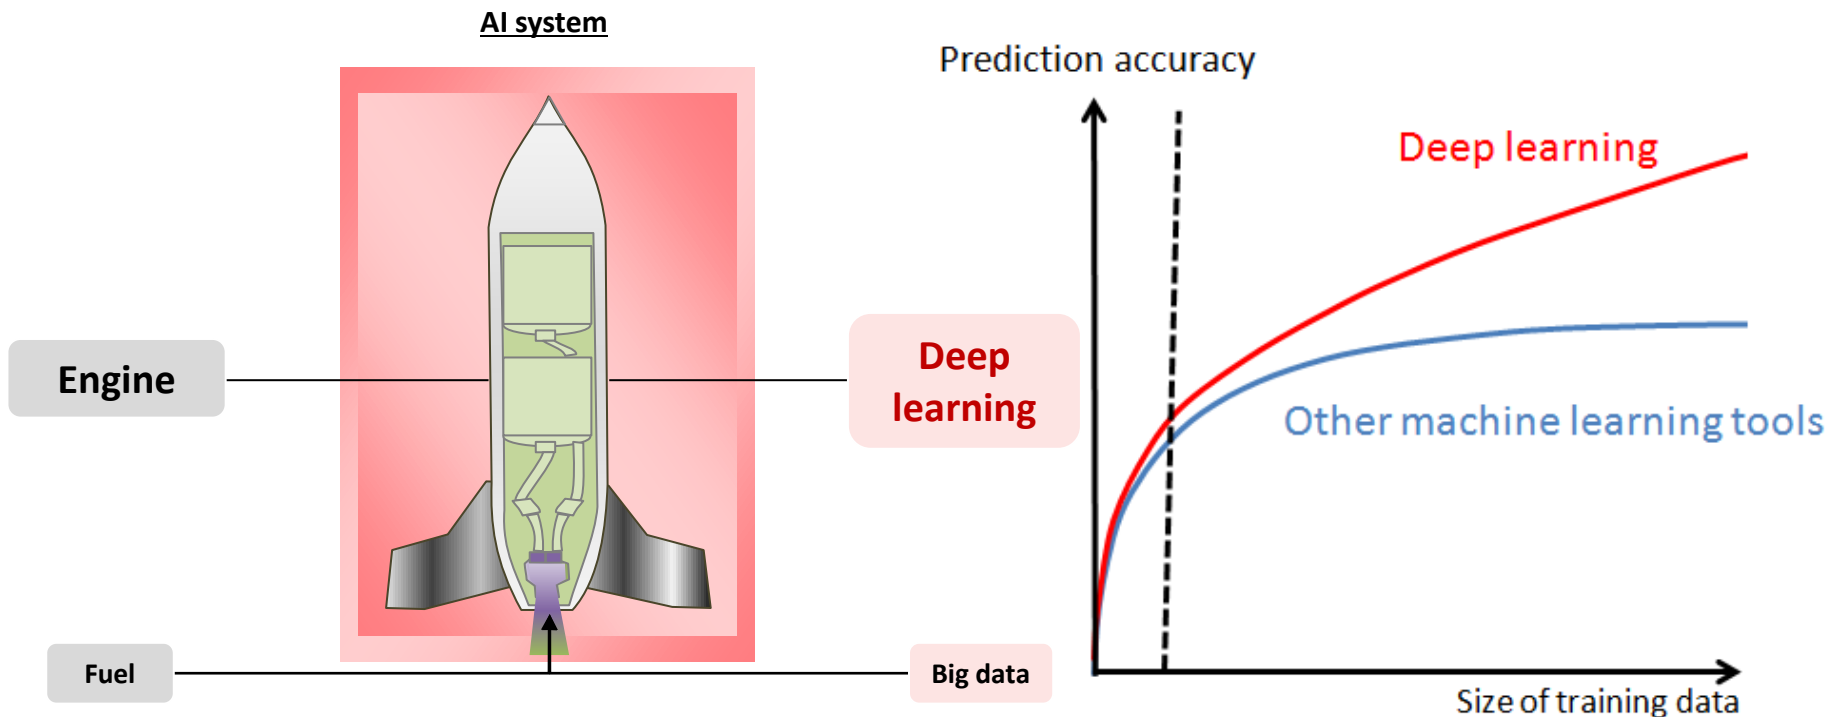 AI system
Engine
Deep
learning
Fuel
Big data
Prediction accuracy
Deep learning
Other machine learning tools
Size of training data